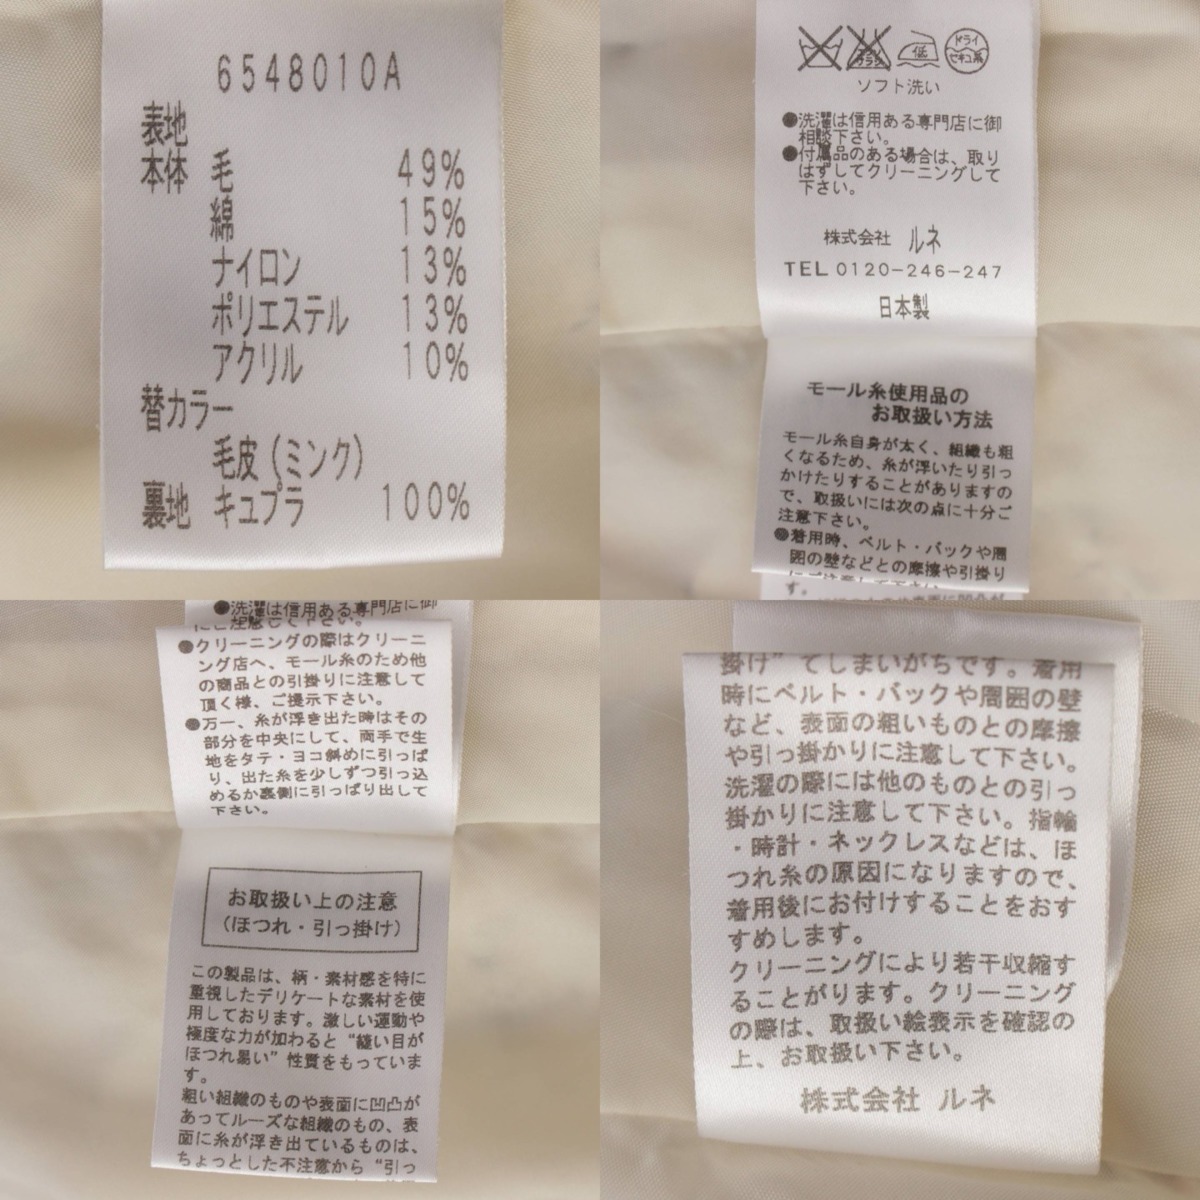 6548010A
表地
本体 毛 49%
綿 15%
ナイロン 13%
ポリエステル 13%
アクリル 10%
替カラー
毛皮(ミンク)
裏地 キュプラ 100%
低 ドライ セキユ系
ソフト洗い
●洗濯は信用ある専門店に御
相談下さい。
●付属品のある場合は、取り
はずしてクリーニングして
下さい。
株式会社 ルネ
TEL 0120-246-247
日本製
モール糸使用品の
お取扱い方法
モール糸自身が太く、組織も粗
くなるため、糸が浮いたり引っ
かけたりすることがありますの
で、取扱いには次の点に十分ご
注意下さい。
●着用時、ベルト・バックや周
囲の壁などとの摩擦や引掛り
にご注意して下さい。
す。
●洗濯は信用ある専門店に御
にご注意して下さい。
●クリーニングの際はクリーニ
ング店へ、モール糸のため他
の商品との引掛りに注意して
頂く様、ご提示下さい。
●万一、糸が浮き出た時はその
部分を中央にして、両手で生
地をタテ・ヨコ斜めに引っぱ
り、出た糸を少しずつ引っ込
めるか裏側に引っぱり出して
下さい。
お取扱い上の注意
(ほつれ・引っ掛け)
この製品は、柄・素材感を特に
重視したデリケートな素材を使
用しております。激しい運動や
極度な力が加わると“縫い目が
ほつれ易い”性質をもっていま
す。
粗い組織のものや表面に凹凸が
あってルーズな組織のもの、表
面に糸が浮き出ているものは、
ちょっとした不注意から“引っ
掛け”てしまいがちです。着用
時にベルト・バックや周囲の壁
など、表面の粗いものとの摩擦
や引っ掛かりに注意して下さい。
洗濯の際には他のものとの引っ
掛かりに注意して下さい。指輪
・時計・ネックレスなどは、ほ
つれ糸の原因になりますので、
着用後にお付けすることをおす
すめします。
クリーニングにより若干収縮す
ることがります。クリーニング
の際は、取扱い絵表示を確認の
上、お取扱い下さい。
株式会社 ルネ